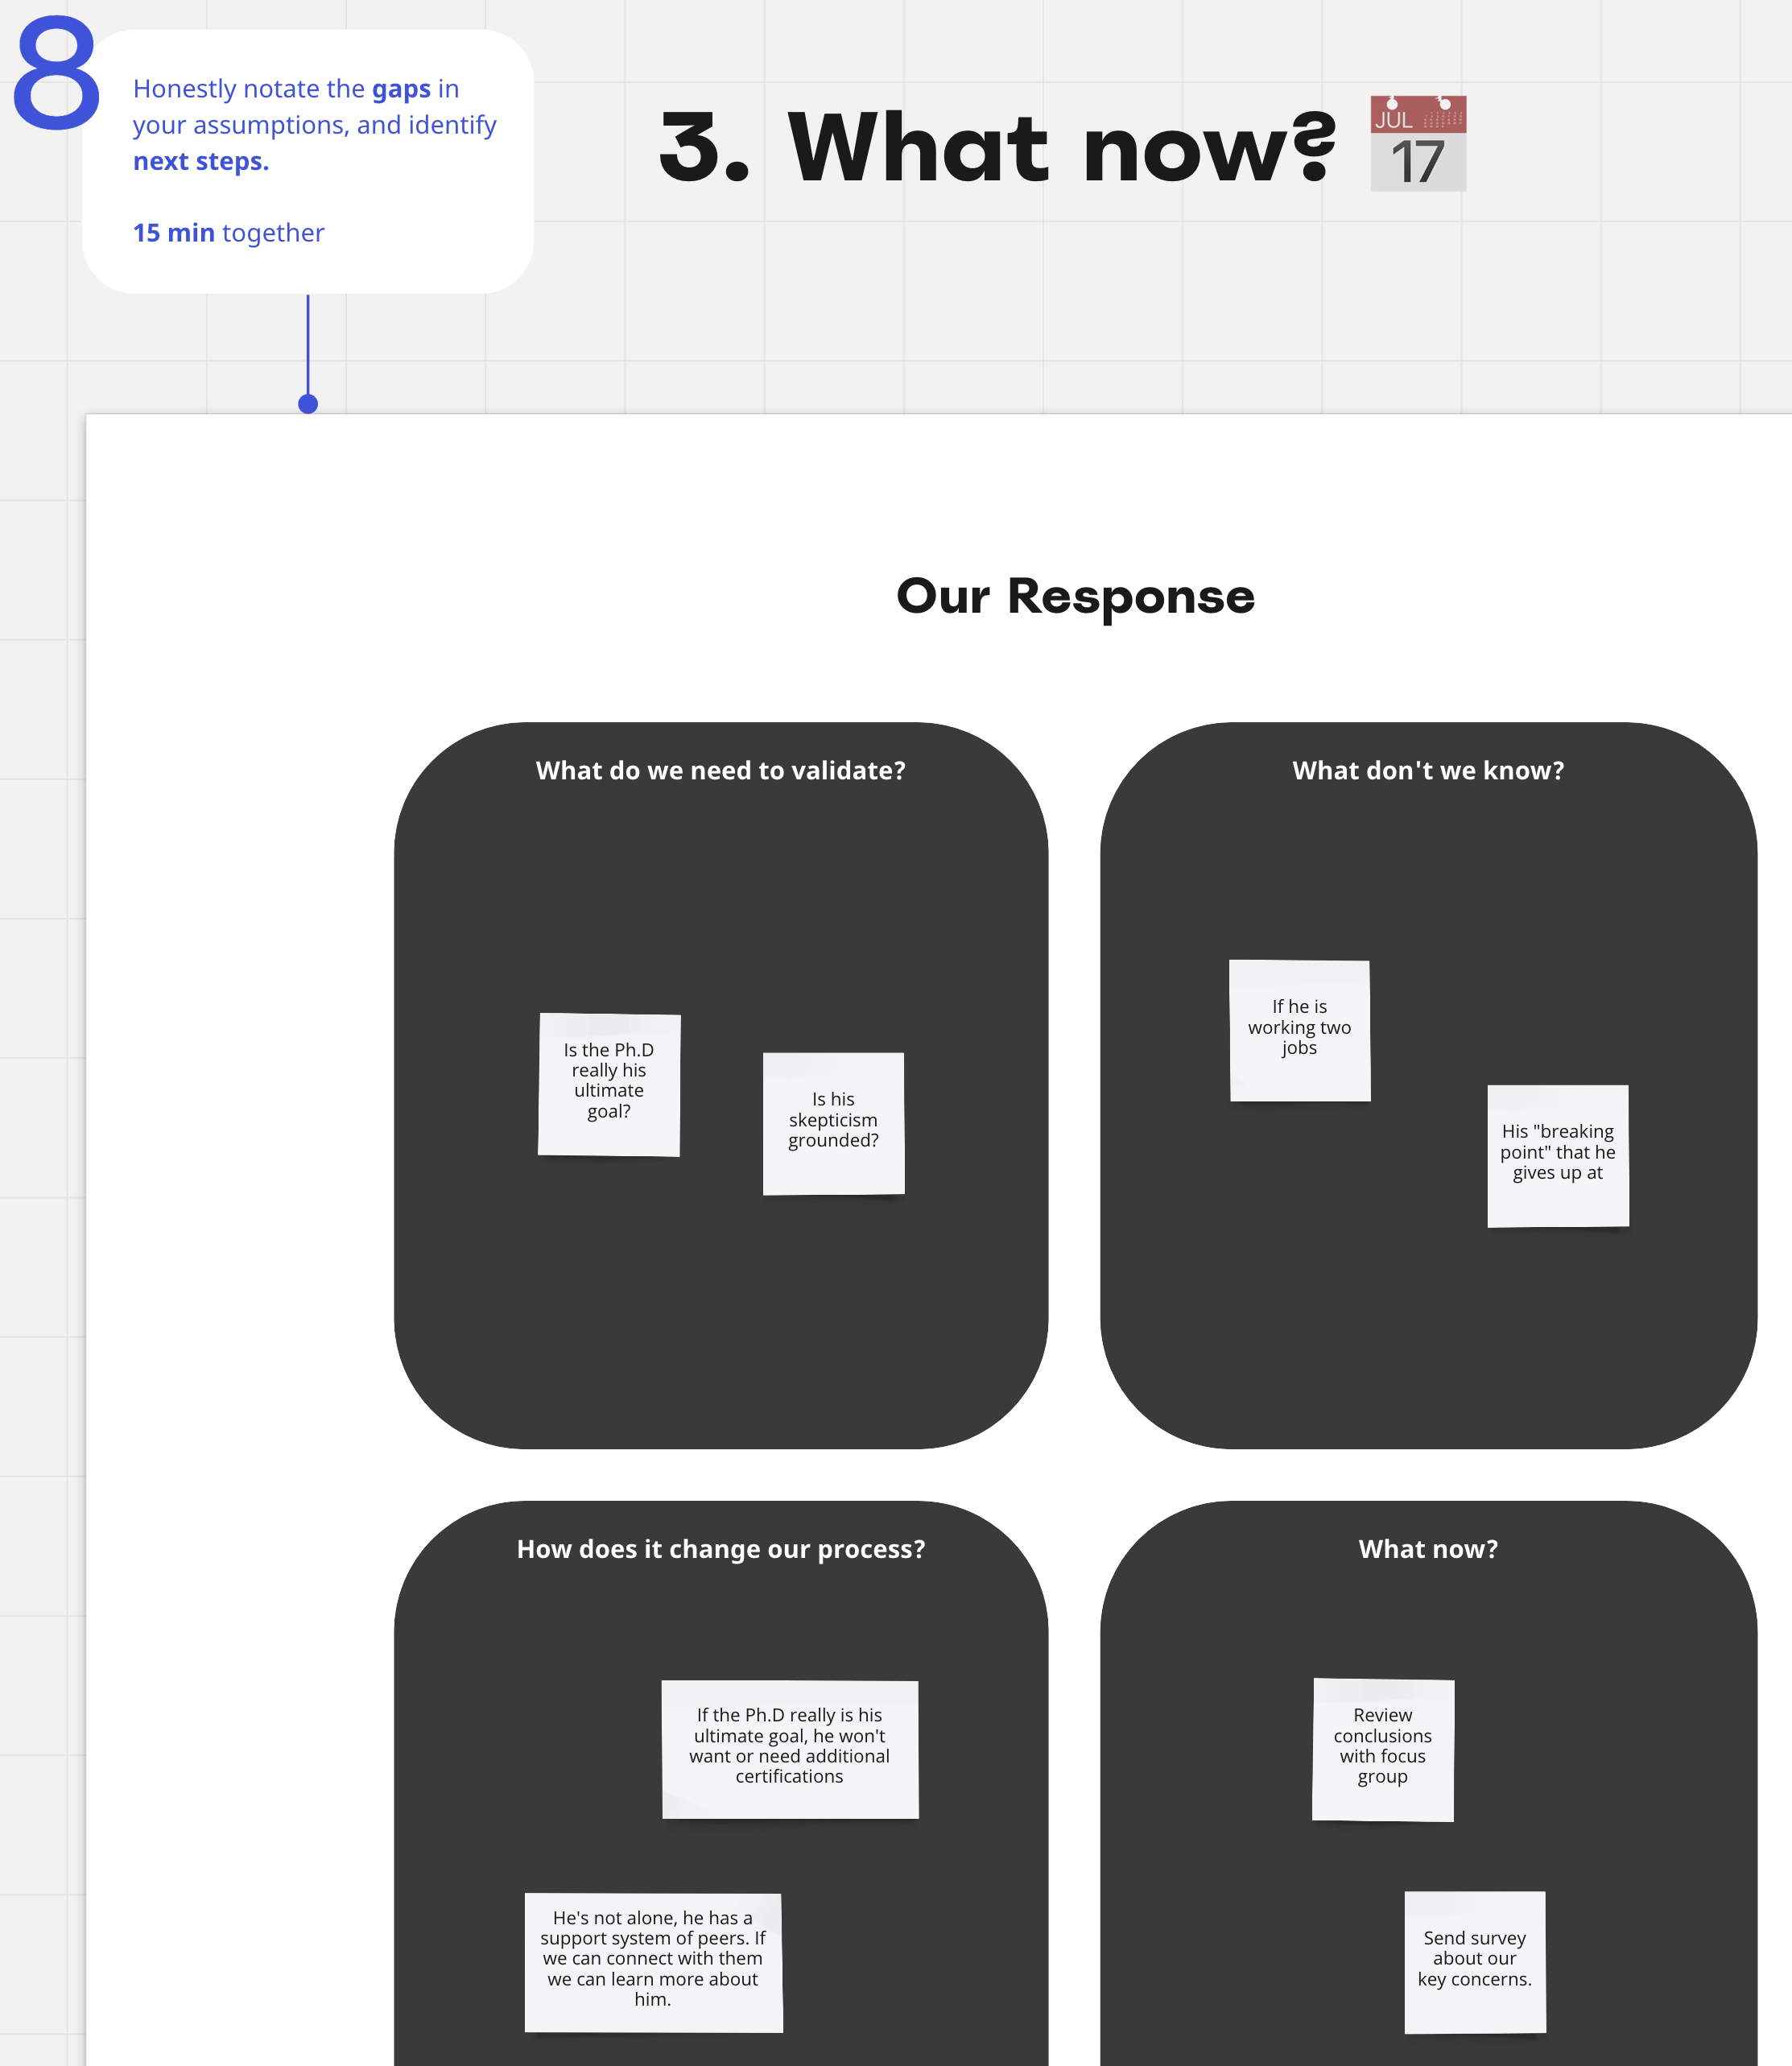 8
Honestly notate the gaps in
your assumptions, and identify
next steps.
15 min together
3. What now?
JUL
17
Our Response
What do we need to validate?
Is the Ph.D
really his
ultimate
goal?
Is his
skepticism
grounded?
What don't we know?
If he is
working two
jobs
His "breaking
point" that he
gives up at
How does it change our process?
If the Ph.D really is his
ultimate goal, he won't
want or need additional
certifications
He's not alone, he has a
support system of peers. If
we can connect with them
we can learn more about
him.
What now?
Review
conclusions
with focus
group
Send survey
about our
key concerns.